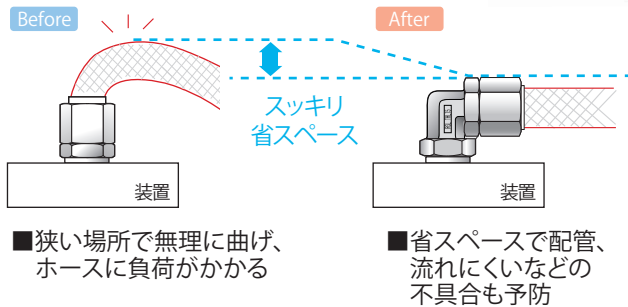 Before
After
スッキリ
省スペース
装置
装置
■狭い場所で無理に曲げ、
ホースに負荷がかかる
■省スペースで配管、
流れにくいなどの
不具合も予防